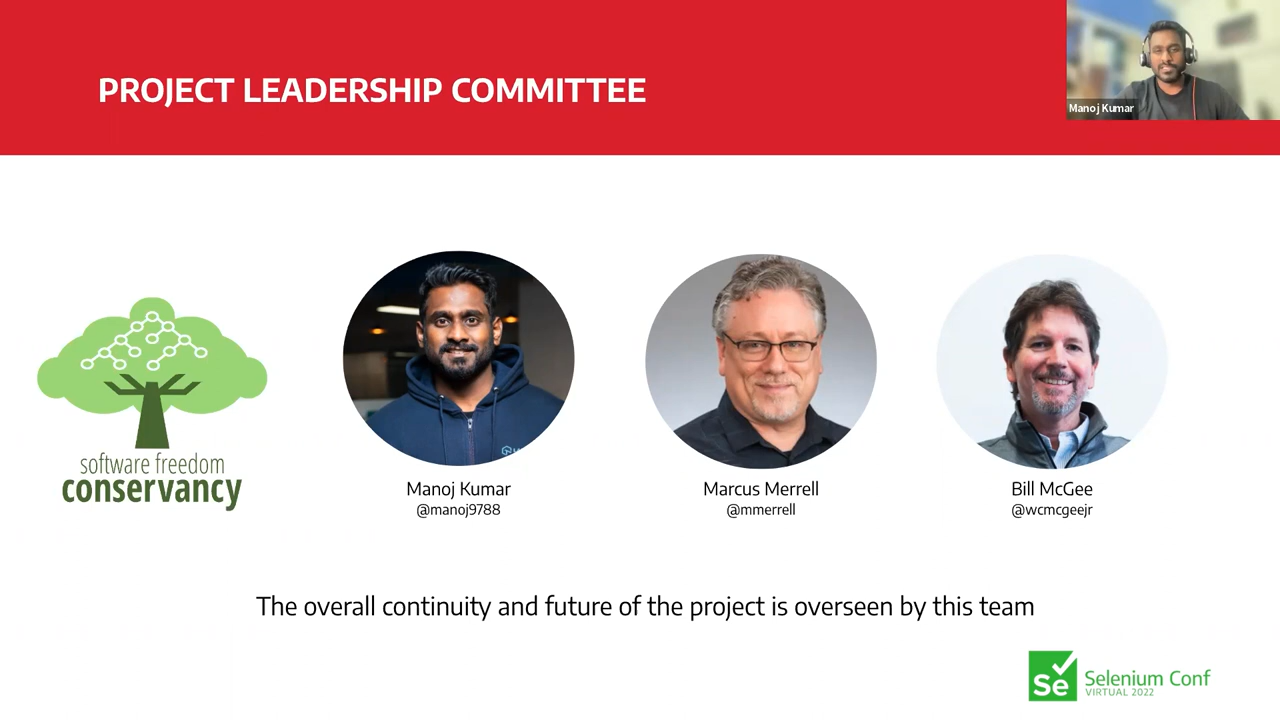 PROJECT LEADERSHIP COMMITTEE
Manoj Kumar
software freedom
conservancy
Manoj Kumar
@manoj9788
Marcus Merrell
@mmerrell
Bill McGee
@wcmcgeejr
The overall continuity and future of the project is overseen by this team
Se
Selenium Conf
VIRTUAL 2022